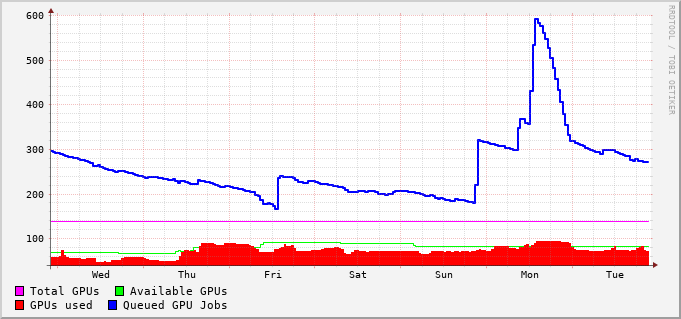 600
500
400
300
200
100
Wed Thu Fri Sat Sun Mon Tue
Total GPUs Available GPUs
GPUs used Queued GPU Jobs
RRDTOOL / TOBI OETIKER